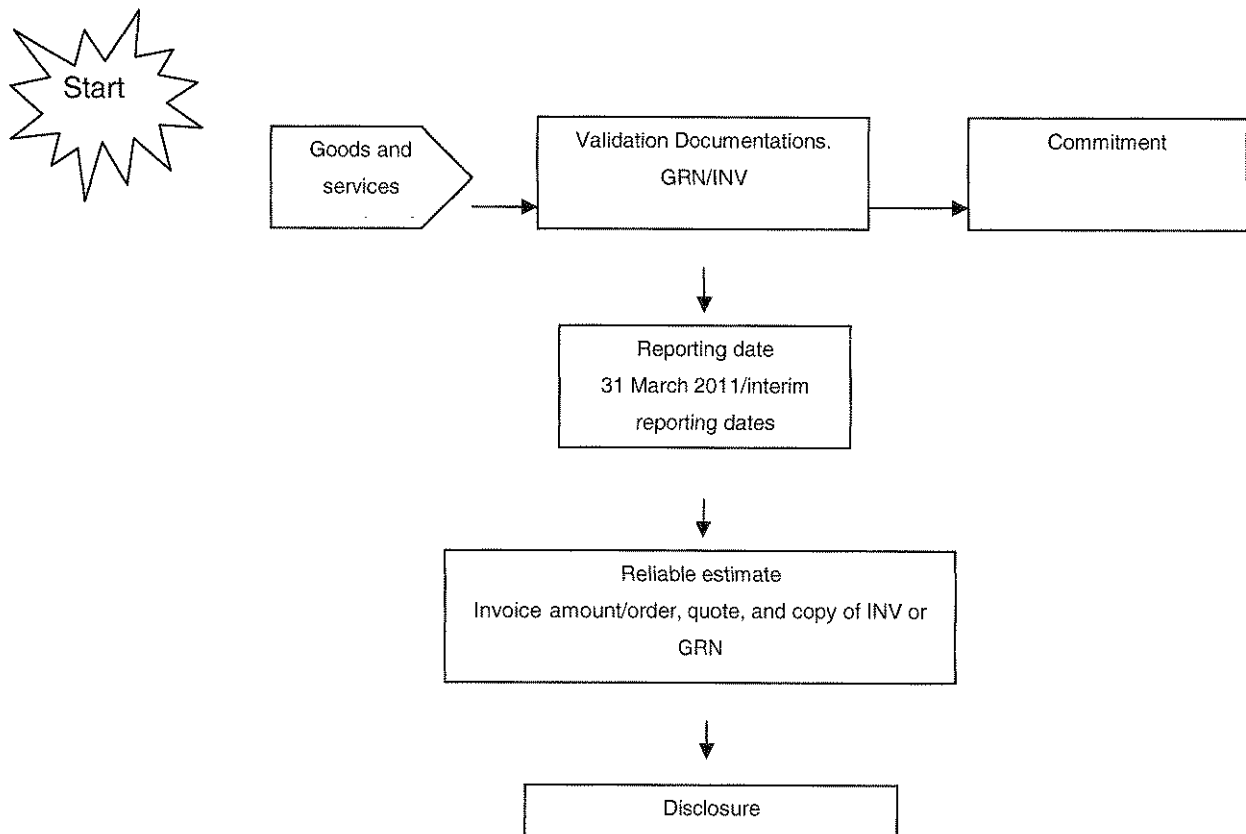 Start
Goods and
services
Validation Documentations.
GRN/INV
Commitment
Reporting date
31 March 2011/interim
reporting dates
Reliable estimate
Invoice amount/order, quote, and copy of INV or
GRN
Disclosure